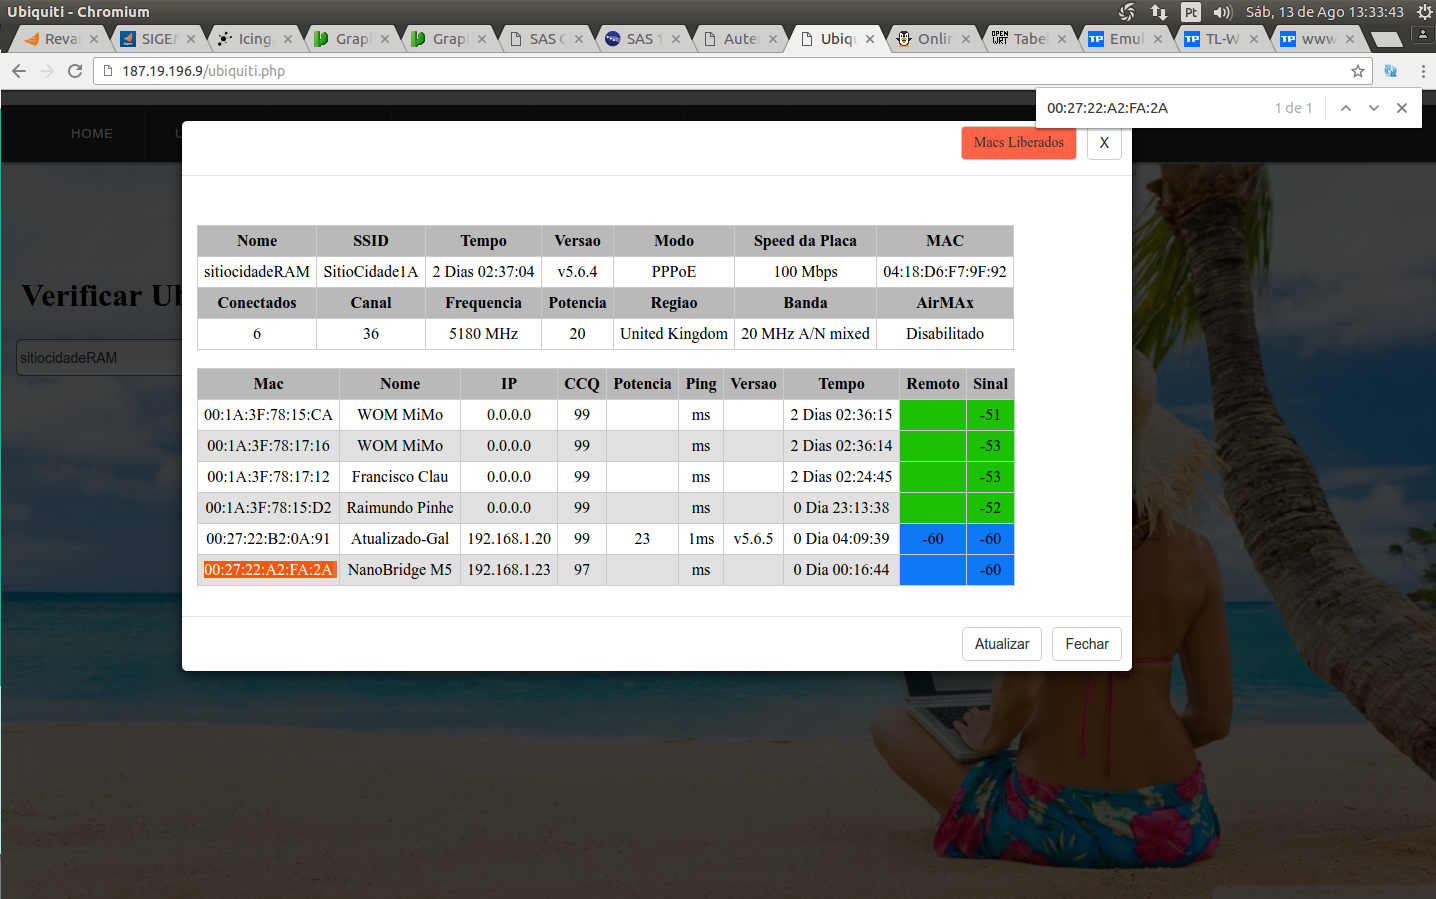 Ubiquiti - Chromium
Pt
Sáb, 13 de Ago 13:33:43
Reva
SIGE
Icing
Grap
Grap
SAS
SAS 1
Auter
Ubiq
Onlin
OPEN WRT Tabe
TP Emul
TP TL-W
TP www
187.19.196.9/ubiquiti.php
00:27:22:A2:FA:2A 1 de 1
HOME U
Macs Liberados X
Verificar Ub
sitiocidadeRAM
Nome SSID Tempo Versao Modo Speed da Placa MAC
sitiocidadeRAM SitioCidade1A 2 Dias 02:37:04 v5.6.4 PPPoE 100 Mbps 04:18:D6:F7:9F:92
Conectados Canal Frequencia Potencia Regiao Banda AirMAx
6 36 5180 MHz 20 United Kingdom 20 MHz A/N mixed Disabilitado
Mac Nome IP CCQ Potencia Ping Versao Tempo Remoto Sinal
00:1A:3F:78:15:CA WOM MiMo 0.0.0.0 99 ms 2 Dias 02:36:15 -51
00:1A:3F:78:17:16 WOM MiMo 0.0.0.0 99 ms 2 Dias 02:36:14 -53
00:1A:3F:78:17:12 Francisco Clau 0.0.0.0 99 ms 2 Dias 02:24:45 -53
00:1A:3F:78:15:D2 Raimundo Pinhe 0.0.0.0 99 ms 0 Dia 23:13:38 -52
00:27:22:B2:0A:91 Atualizado-Gal 192.168.1.20 99 23 1ms v5.6.5 0 Dia 04:09:39 -60 -60
00:27:22:A2:FA:2A NanoBridge M5 192.168.1.23 97 ms 0 Dia 00:16:44 -60
Atualizar Fechar